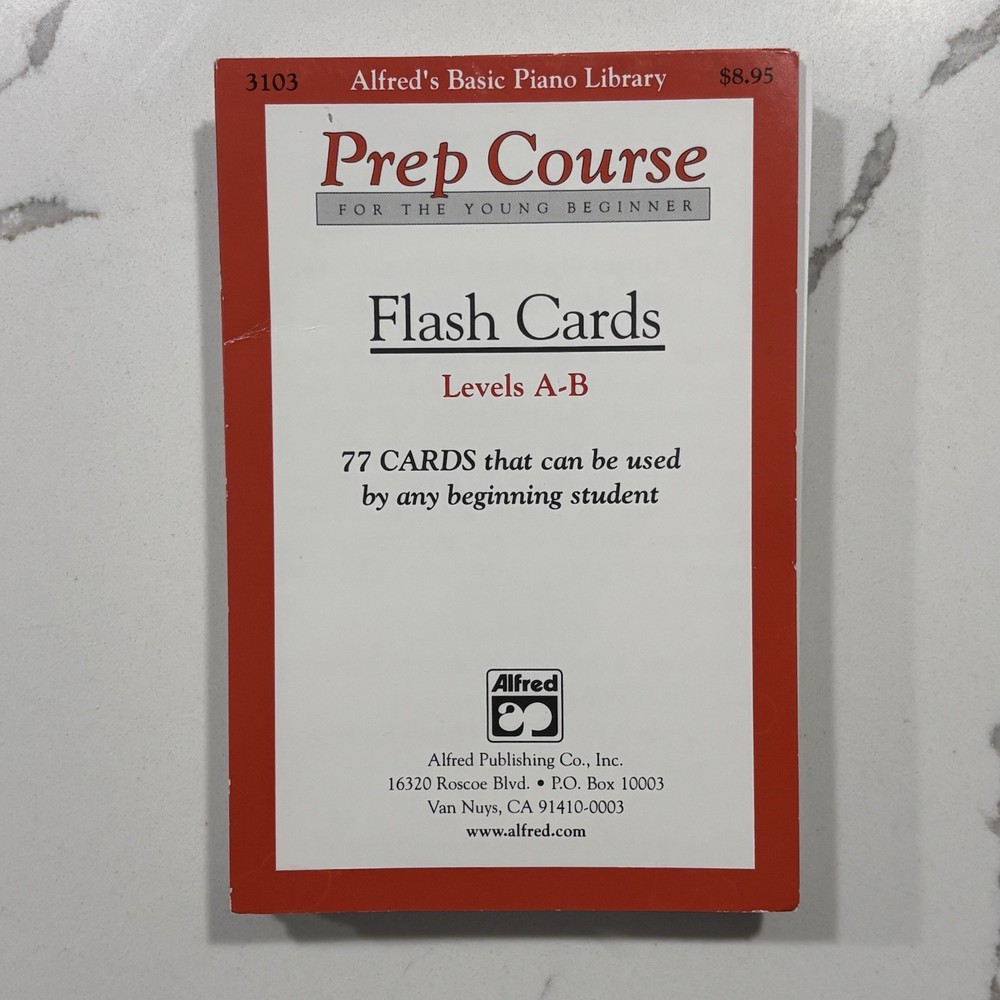 3103 Alfred's Basic Piano Library $8.95
Prep Course
FOR THE YOUNG BEGINNER
Flash Cards
Levels A-B
77 CARDS that can be used
by any beginning student
Alfred
Alfred Publishing Co., Inc.
16320 Roscoe Blvd. • P.O. Box 10003
Van Nuys, CA 91410-0003
www.alfred.com